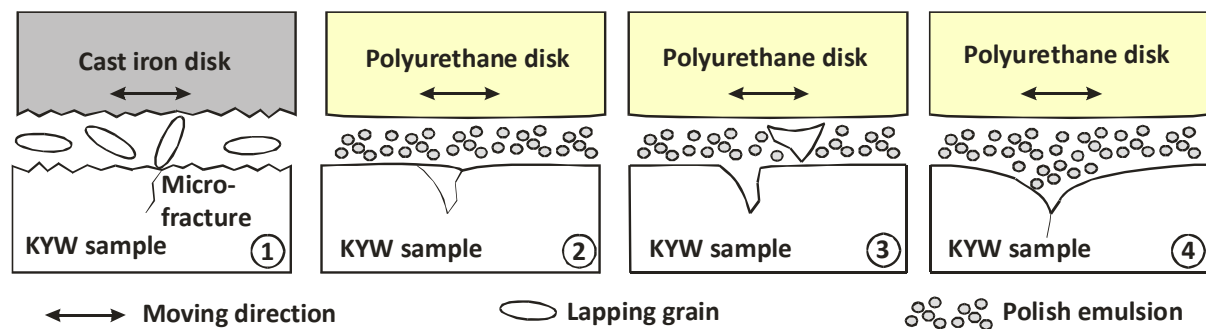 Cast iron disk
Micro-
fracture
KYW sample
1
Polyurethane disk
KYW sample
2
Polyurethane disk
KYW sample
3
Polyurethane disk
KYW sample
4
Moving direction
Lapping grain
Polish emulsion